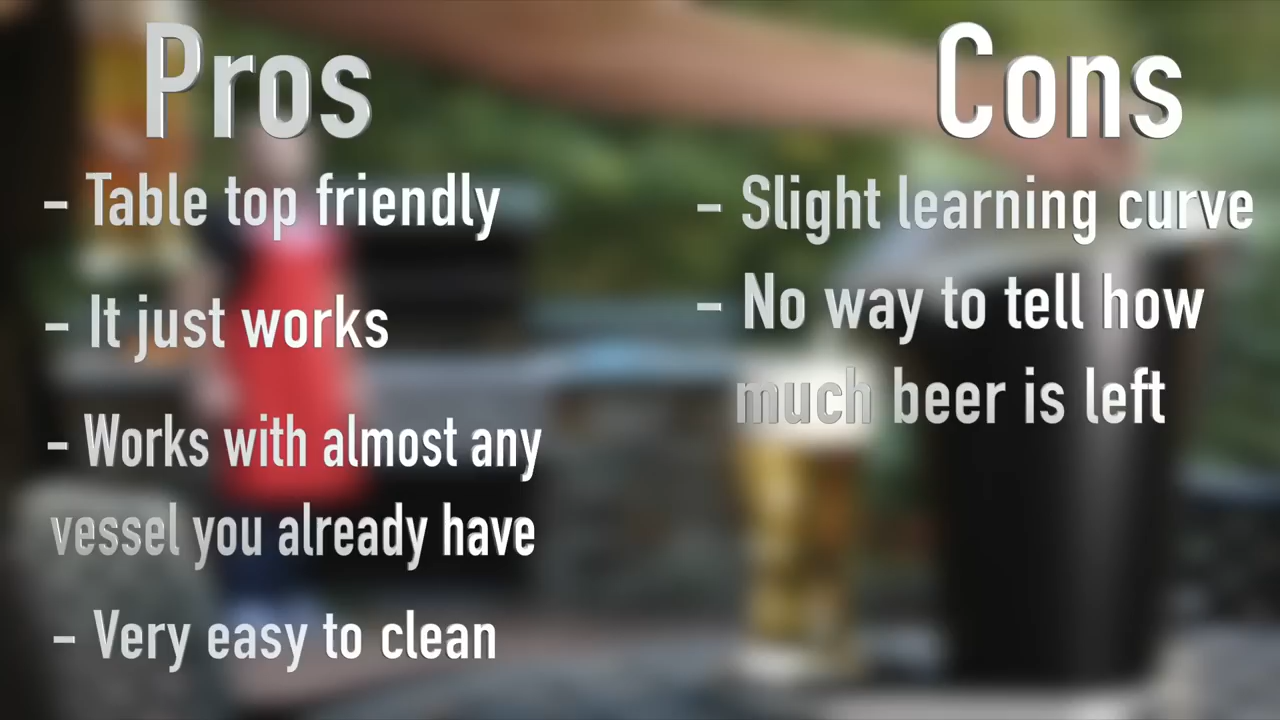 Pros
- Table top friendly
- It just works
- Works with almost any
vessel you already have
- Very easy to clean
Cons
- Slight learning curve
- No way to tell how
much beer is left